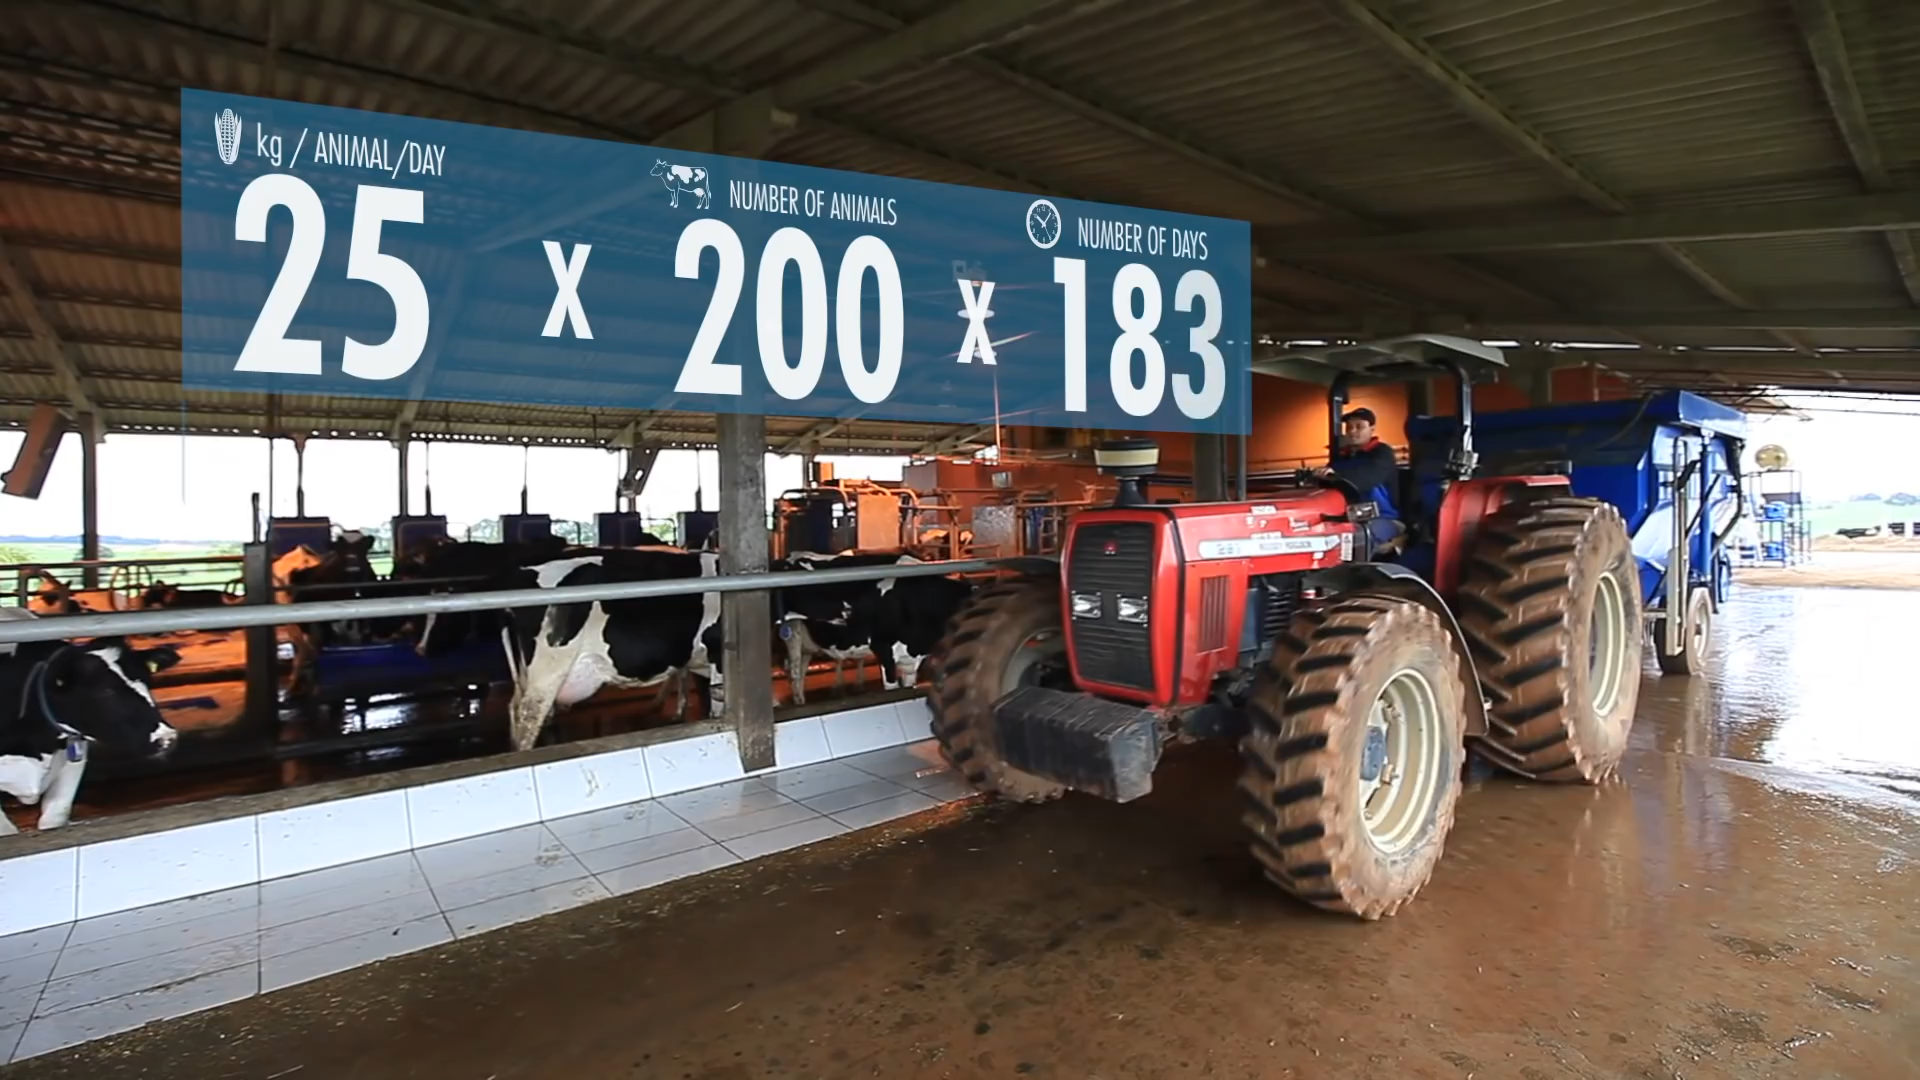 kg / ANIMAL/DAY
25
x
NUMBER OF ANIMALS
200
x
NUMBER OF DAYS
183